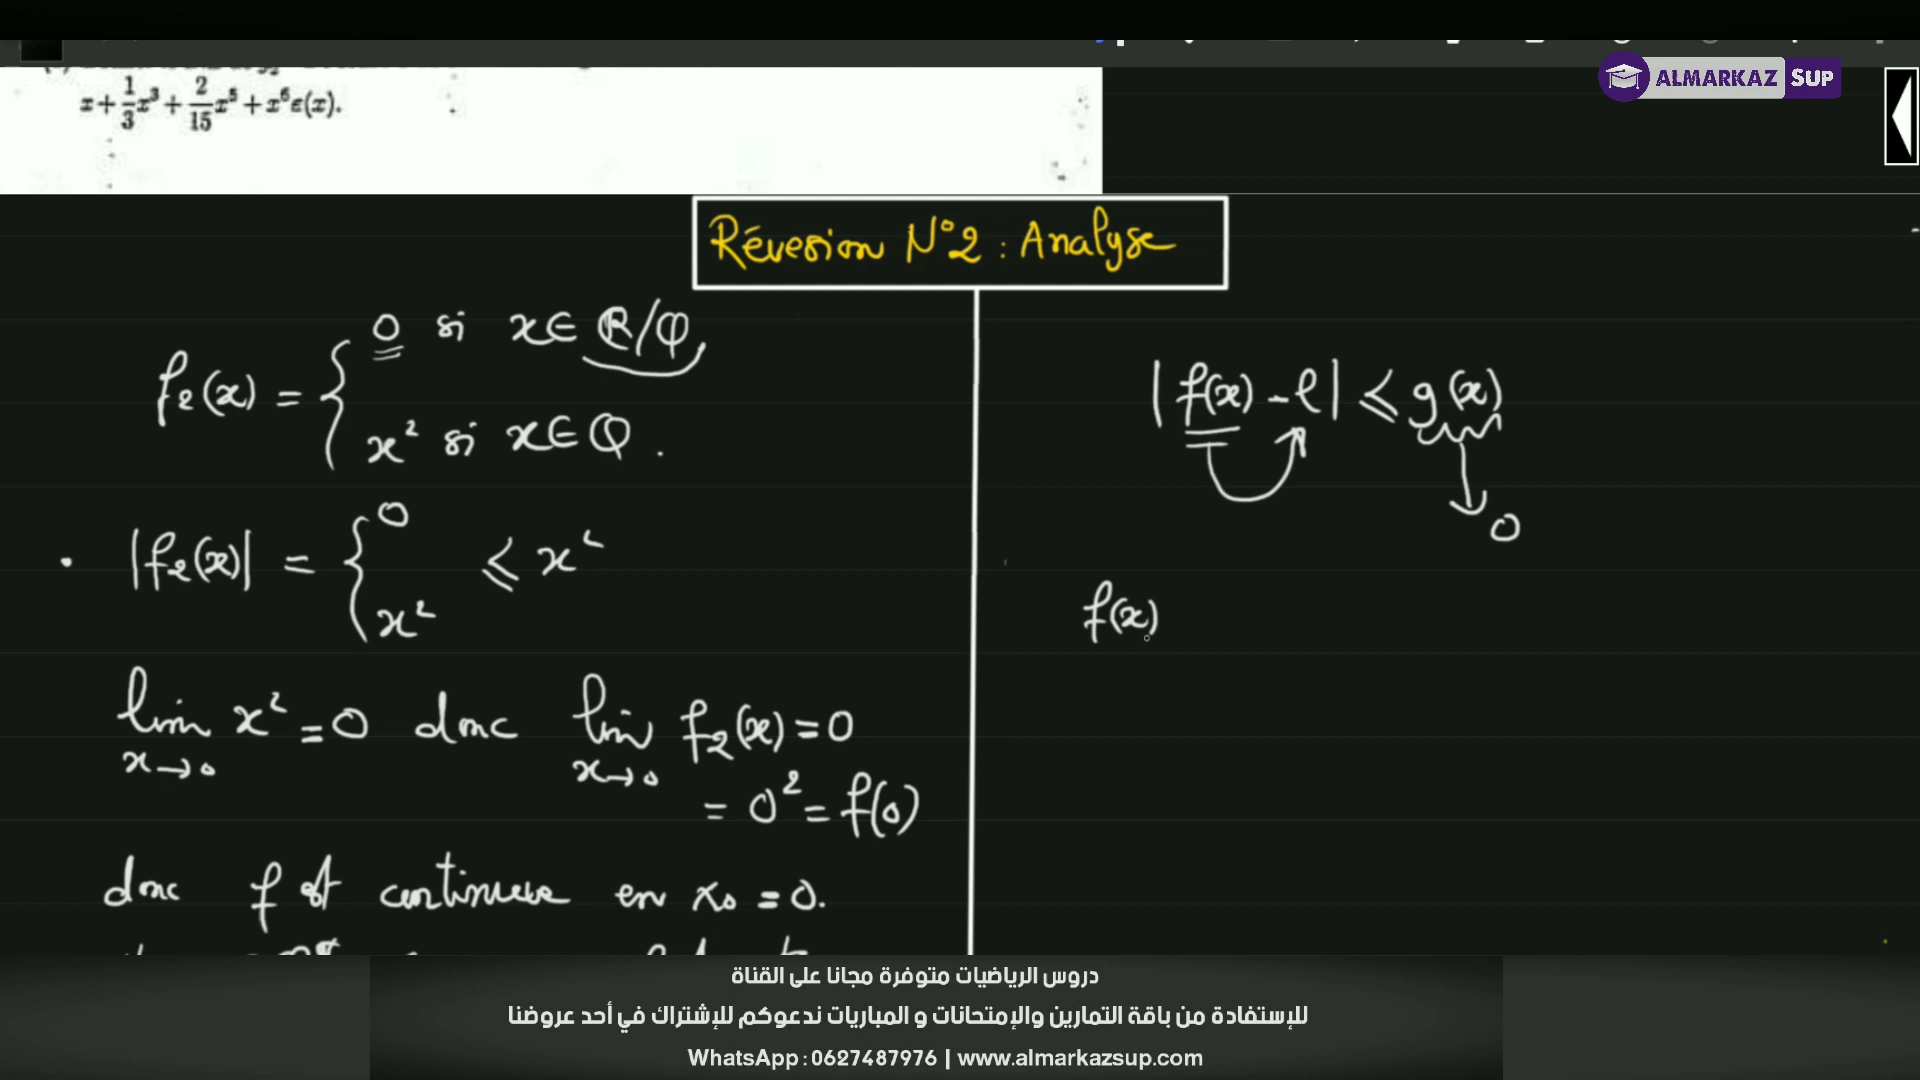 x + 1/3 x³ + 2/15 x⁵ + x⁶ε(x).
ALMARKAZ SUP
Révesion N°2 : Analyse
f₂(x) = { 0 si x∈ ℝ/ℚ
x² si x∈ℚ.
• |f₂(x)| = { 0
x² ⩽ x²
lim x→0 x² = 0 donc lim x→0 f₂(x) = 0
= 0² = f(0)
donc f est continue en x₀ = 0.
|f(x) - ℓ| ⩽ g(x)
0
f(x)
دروس الرياضيات متوفرة مجانا على القناة
للإستفادة من باقة التمارين والإمتحانات و المباريات ندعوكم للإشتراك في أحد عروضنا
WhatsApp : 0627487976 | www.almarkazsup.com